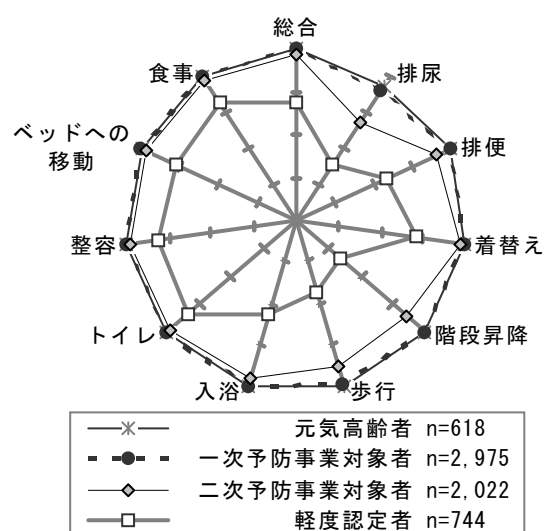 総合
排尿
排便
着替え
階段昇降
歩行
入浴
トイレ
整容
ベッドへの
移動
食事
元気高齢者 n=618
一次予防事業対象者 n=2,975
二次予防事業対象者 n=2,022
軽度認定者 n=744